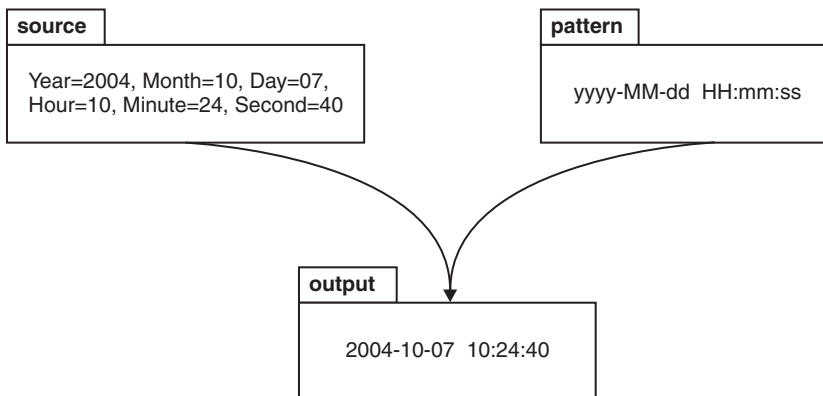 source
Year=2004, Month=10, Day=07,
Hour=10, Minute=24, Second=40
pattern
yyyy-MM-dd HH:mm:ss
output
2004-10-07 10:24:40